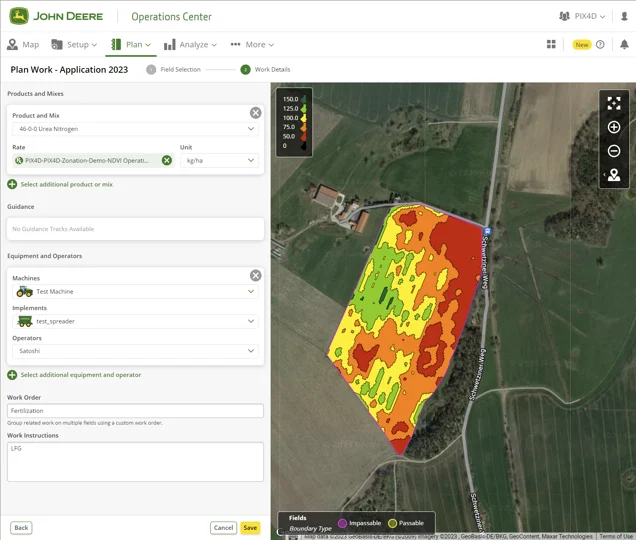 JOHN DEERE
Operations Center
PIX4D
Map
Setup
Plan
Analyze
More
New
Plan Work - Application 2023
1 Field Selection
2 Work Details
Products and Mixes
Product and Mix
46-0-0 Urea Nitrogen
Rate
Unit
PIX4D-PIX4D-Zonation-Demo-NDVI Operati...
kg/ha
Select additional product or mix
Guidance
No Guidance Tracks Available
Equipment and Operators
Machines
Test Machine
Implements
test_spreader
Operators
Satoshi
Select additional equipment and operator
Work Order
Fertilization
Group related work on multiple fields using a custom work order.
Work Instructions
LFG
Back
Cancel
Save
150.0
125.0
100.0
75.0
50.0
0
Schwetziner Weg
Schwetziner Weg
Fields
Boundary Type
Impassable
Passable
Map data ©2023 GeoBasis-DE/BKG (©2009) Imagery ©2023 , GeoBasis-DE/BKG, GeoContent, Maxar Technologies
Terms of Use